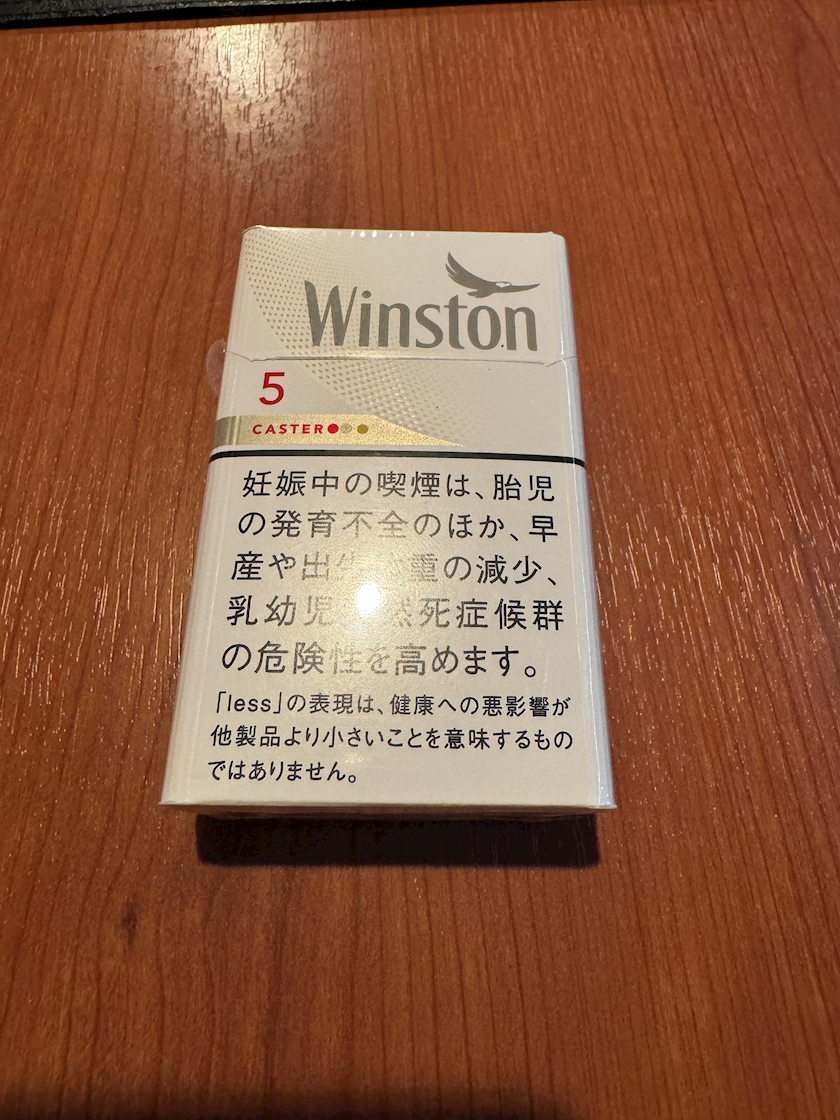 Winston
5
CASTER
妊娠中の喫煙は、胎児
の発育不全のほか、早
産や出生体重の減少、
乳幼児突然死症候群
の危険性を高めます。
「less」の表現は、健康への悪影響が
他製品より小さいことを意味するもの
ではありません。